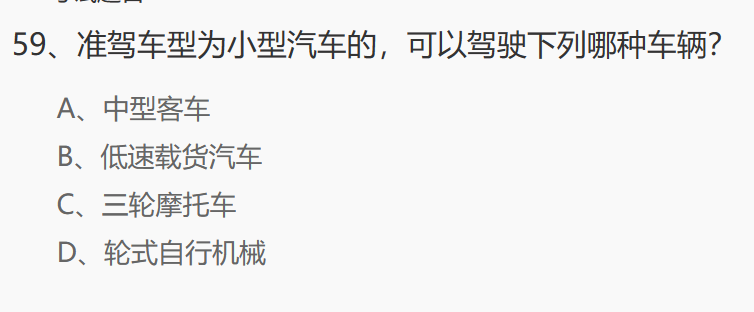 59、准驾车型为小型汽车的，可以驾驶下列哪种车辆？
A、中型客车
B、低速载货汽车
C、三轮摩托车
D、轮式自行机械